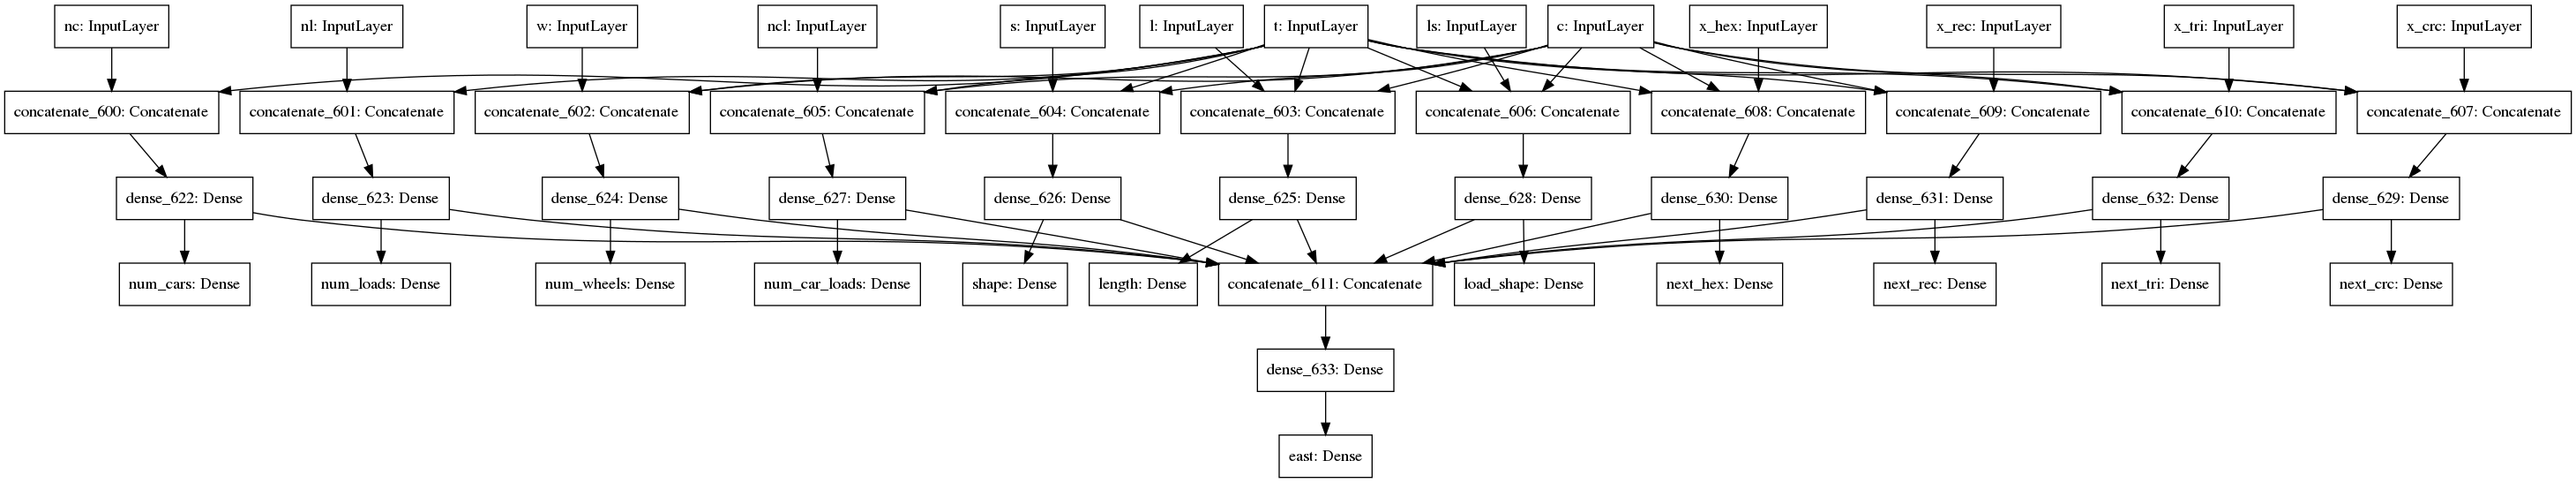 nc: InputLayer
nl: InputLayer
w: InputLayer
ncl: InputLayer
s: InputLayer
l: InputLayer
t: InputLayer
ls: InputLayer
c: InputLayer
x_hex: InputLayer
x_rec: InputLayer
x_tri: InputLayer
x_crc: InputLayer
concatenate_600: Concatenate
concatenate_601: Concatenate
concatenate_602: Concatenate
concatenate_605: Concatenate
concatenate_604: Concatenate
concatenate_603: Concatenate
concatenate_606: Concatenate
concatenate_608: Concatenate
concatenate_609: Concatenate
concatenate_610: Concatenate
concatenate_607: Concatenate
dense_622: Dense
dense_623: Dense
dense_624: Dense
dense_627: Dense
dense_626: Dense
dense_625: Dense
dense_628: Dense
dense_630: Dense
dense_631: Dense
dense_632: Dense
dense_629: Dense
num_cars: Dense
num_loads: Dense
num_wheels: Dense
num_car_loads: Dense
shape: Dense
length: Dense
concatenate_611: Concatenate
load_shape: Dense
next_hex: Dense
next_rec: Dense
next_tri: Dense
next_crc: Dense
dense_633: Dense
east: Dense